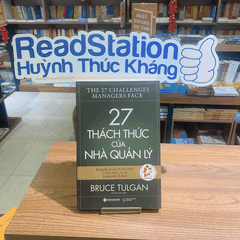 ReadStation
Huỳnh Thúc Kháng
THE 27 CHALLENGES
MANAGERS FACE
27
THÁCH THỨC
CỦA
NHÀ QUẢN LÝ
BRUCE TULGAN